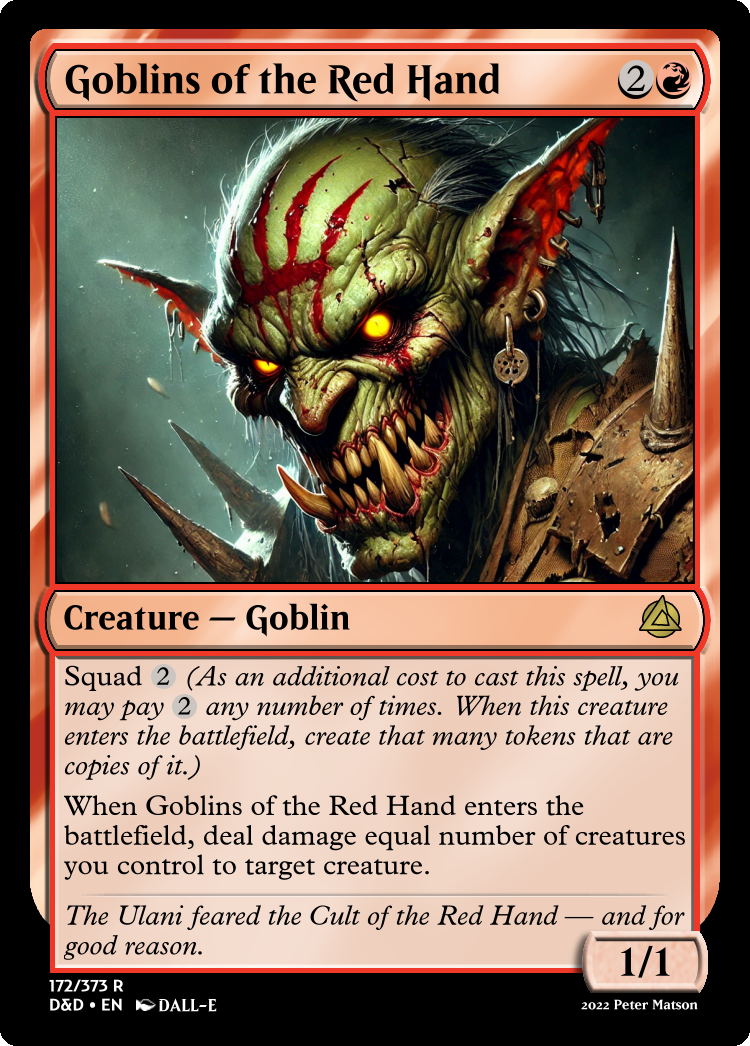 Goblins of the Red Hand 2
Creature — Goblin
Squad 2 (As an additional cost to cast this spell, you
may pay 2 any number of times. When this creature
enters the battlefield, create that many tokens that are
copies of it.)
When Goblins of the Red Hand enters the
battlefield, deal damage equal number of creatures
you control to target creature.
The Ulani feared the Cult of the Red Hand — and for
good reason.
1/1
172/373 R
D&D • EN DALL-E
2022 Peter Matson